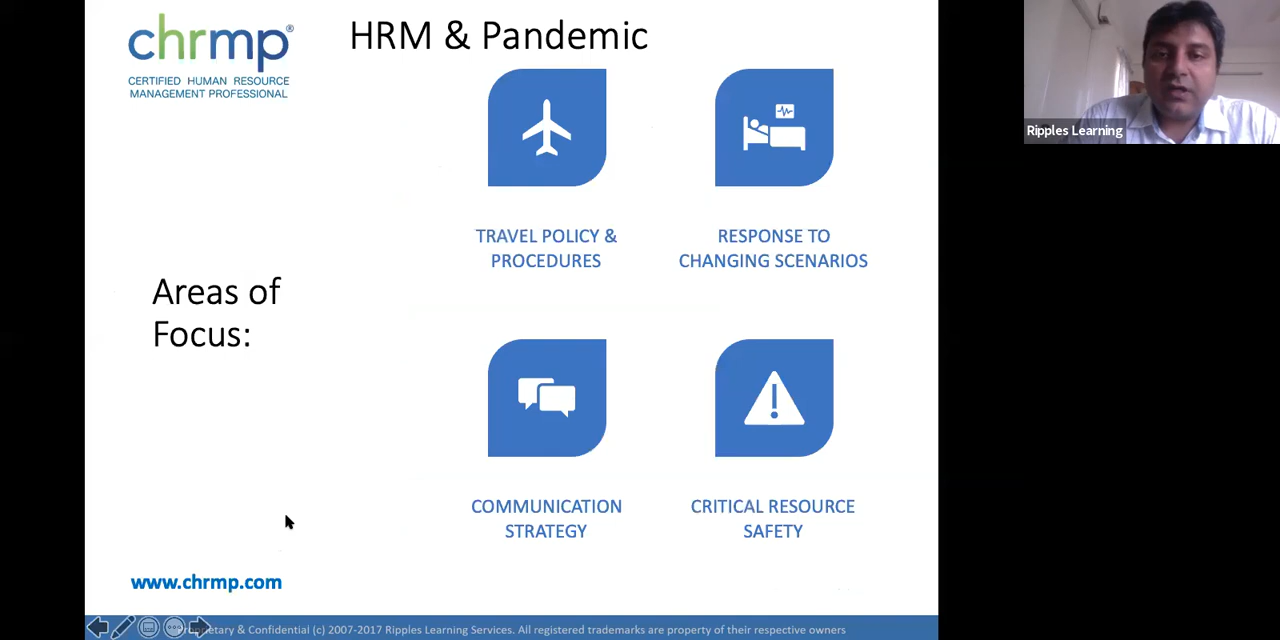 chrmp®
CERTIFIED HUMAN RESOURCE
MANAGEMENT PROFESSIONAL
HRM & Pandemic
Ripples Learning
TRAVEL POLICY &
PROCEDURES
RESPONSE TO
CHANGING SCENARIOS
Areas of
Focus:
COMMUNICATION
STRATEGY
CRITICAL RESOURCE
SAFETY
www.chrmp.com
Proprietary & Confidential (c) 2007-2017 Ripples Learning Services. All registered trademarks are property of their respective owners